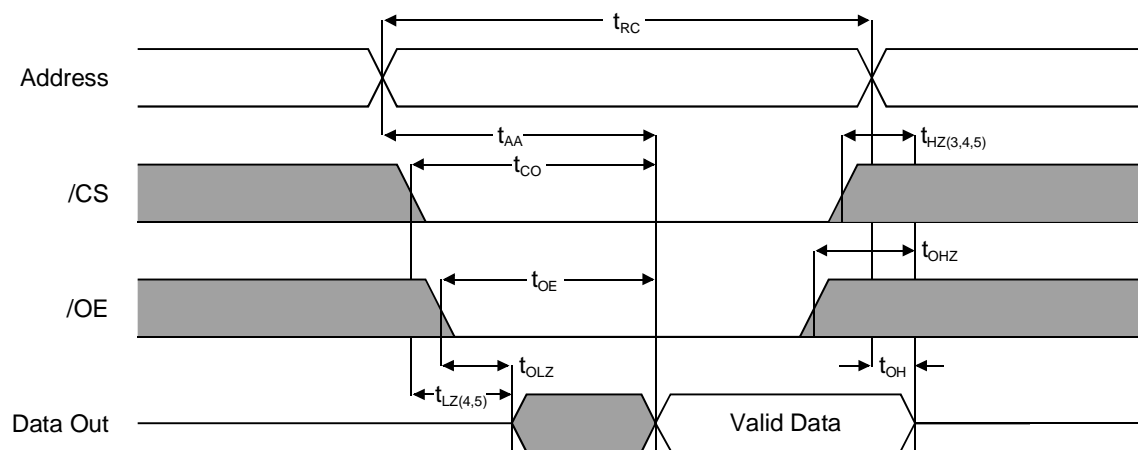 tRC
Address
tAA
tHZ(3,4,5)
tCO
/CS
tOHZ
tOE
/OE
tOLZ
tOH
tLZ(4,5)
Data Out
Valid Data